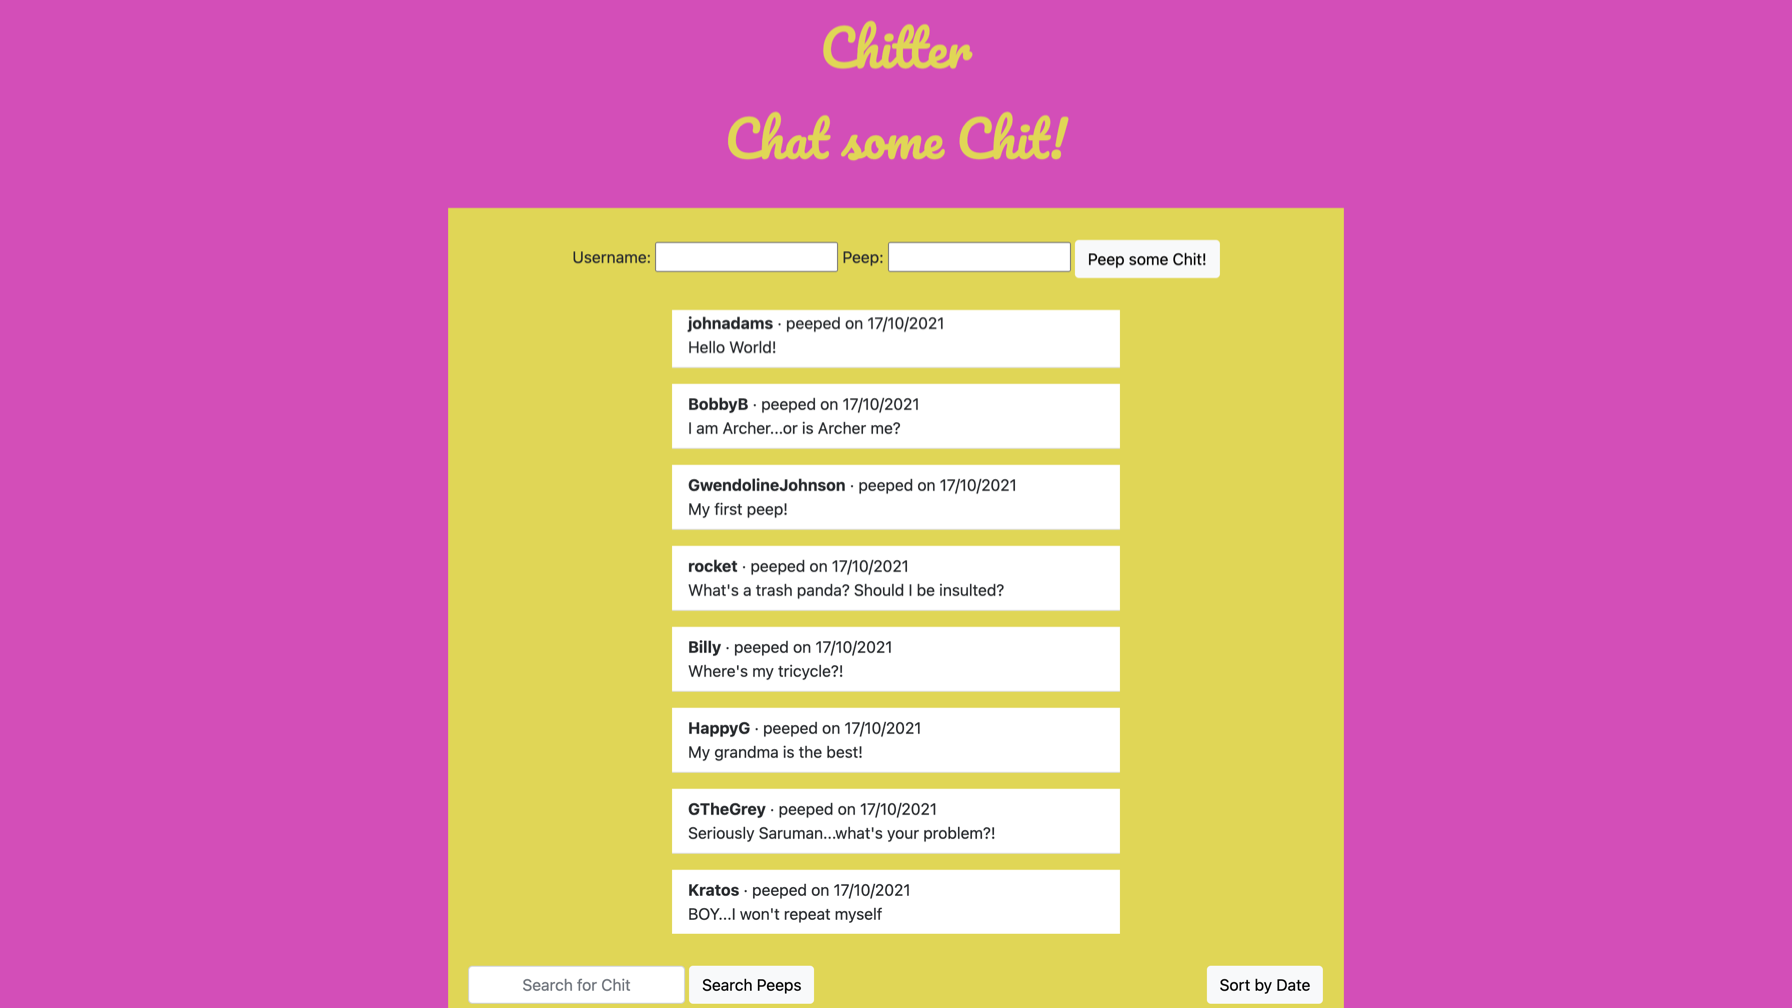 Chitter
Chat some Chit!
Username: Peep: Peep some Chit!
johnadams · peeped on 17/10/2021
Hello World!
BobbyB · peeped on 17/10/2021
I am Archer...or is Archer me?
GwendolineJohnson · peeped on 17/10/2021
My first peep!
rocket · peeped on 17/10/2021
What's a trash panda? Should I be insulted?
Billy · peeped on 17/10/2021
Where's my tricycle?!
HappyG · peeped on 17/10/2021
My grandma is the best!
GTheGrey · peeped on 17/10/2021
Seriously Saruman...what's your problem?!
Kratos · peeped on 17/10/2021
BOY...I won't repeat myself
Search for Chit Search Peeps Sort by Date